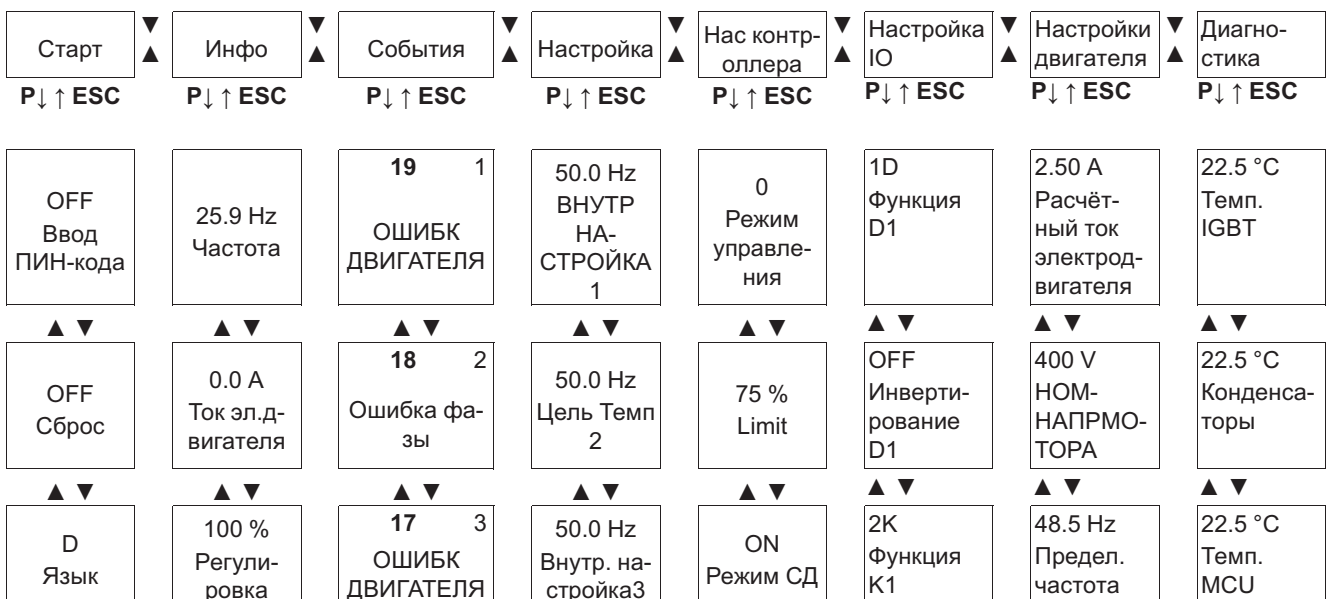 ▼ ▼ ▼ ▼ ▼ ▼ ▼
Старт ▲ Инфо ▲ События ▲ Настройка ▲ Нас контр-
оллера ▲ Настройка
IO ▲ Настройки
двигателя ▲ Диагно-
стика
P↓ ↑ ESC P↓ ↑ ESC P↓ ↑ ESC P↓ ↑ ESC P↓ ↑ ESC P↓ ↑ ESC P↓ ↑ ESC P↓ ↑ ESC
OFF
Ввод
ПИН-кода
25.9 Hz
Частота
19 1
ОШИБК
ДВИГАТЕЛЯ
50.0 Hz
ВНУТР
НА-
СТРОЙКА
1
0
Режим
управле-
ния
1D
Функция
D1
2.50 A
Расчёт-
ный ток
электрод-
вигателя
22.5 °C
Темп.
IGBT
▲ ▼ ▲ ▼ ▲ ▼ ▲ ▼ ▲ ▼ ▲ ▼ ▲ ▼ ▲ ▼
OFF
Сброс
0.0 A
Ток эл.д-
вигателя
18 2
Ошибка фа-
зы
50.0 Hz
Цель Темп
2
75 %
Limit
OFF
Инверти-
рование
D1
400 V
НОМ-
НАПРМО-
ТОРА
22.5 °C
Конденса-
торы
▲ ▼ ▲ ▼ ▲ ▼ ▲ ▼ ▲ ▼ ▲ ▼ ▲ ▼ ▲ ▼
D
Язык
100 %
Регули-
ровка
17 3
ОШИБК
ДВИГАТЕЛЯ
50.0 Hz
Внутр. на-
стройка3
ON
Режим СД
2K
Функция
K1
48.5 Hz
Предел.
частота
22.5 °C
Темп.
MCU